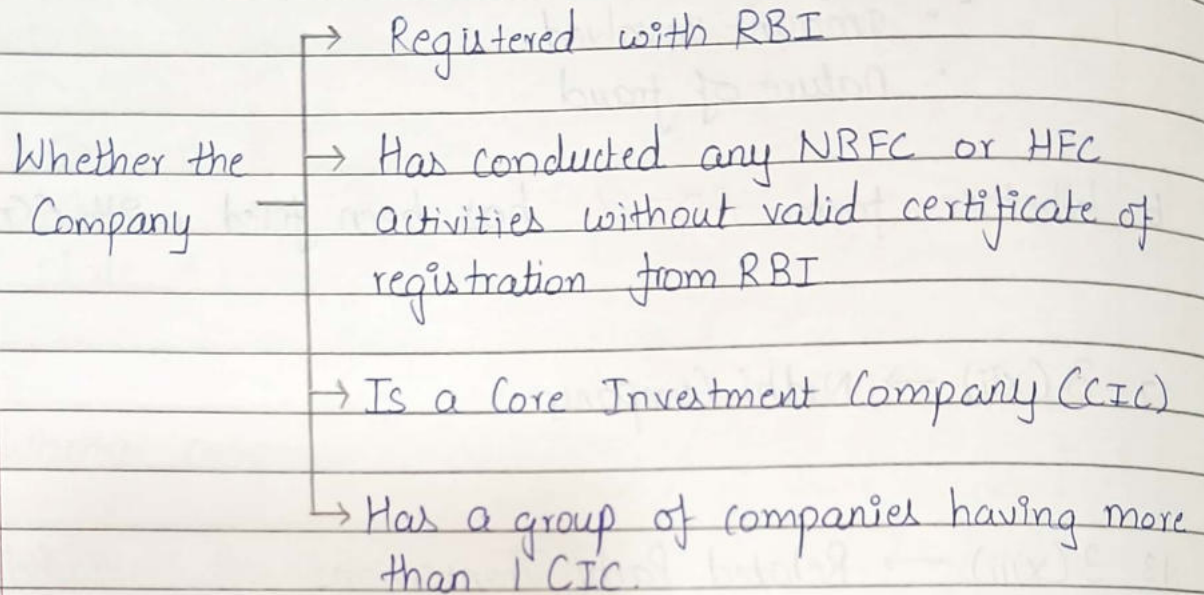 → Registered with RBI
Whether the Company
→ Has conducted any NBFC or HFC
activities without valid certificate of
registration from RBI
→ Is a Core Investment Company (CIC)
→ Has a group of companies having more
than 1 CIC.